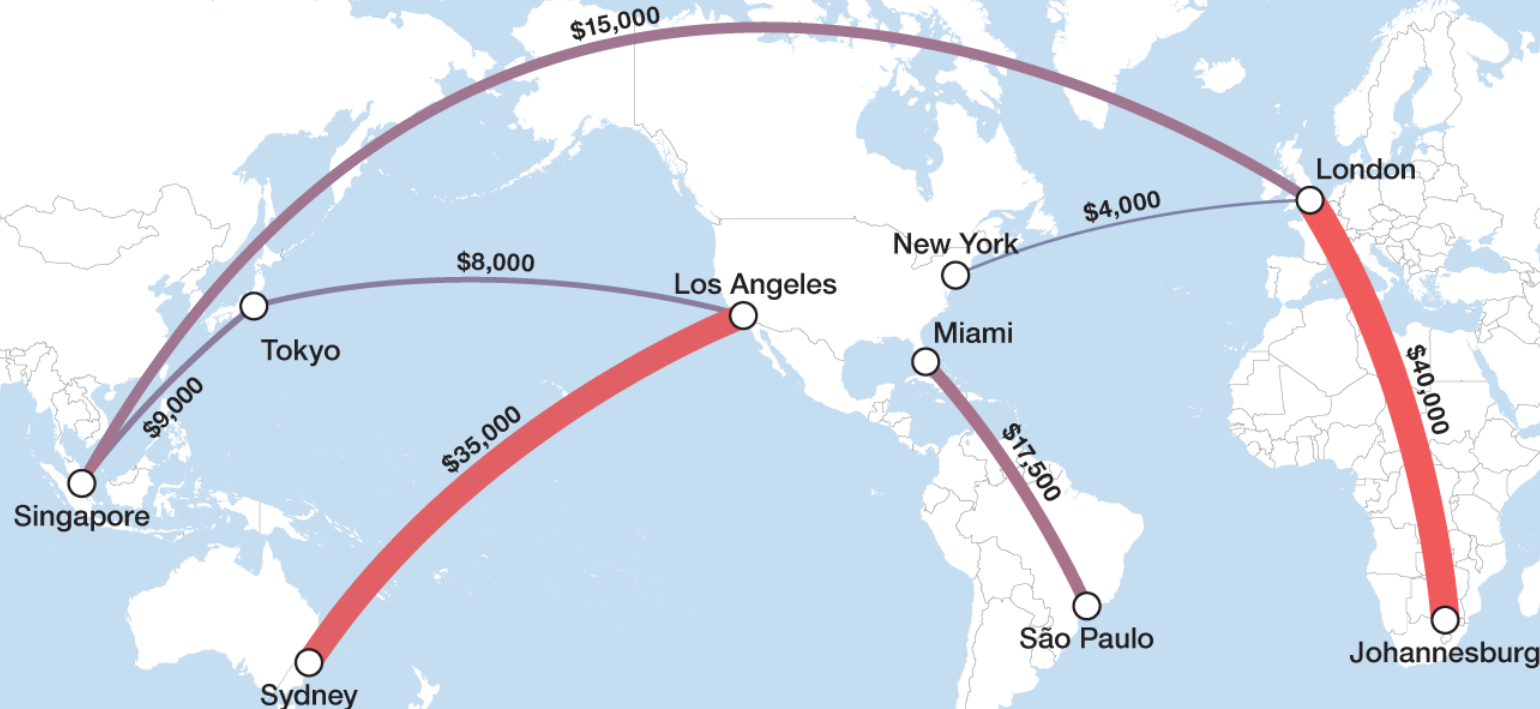 $15,000
London
$4,000
New York
$8,000
Los Angeles
Miami
Tokyo
$40,000
$9,000
$35,000
$17,500
Singapore
São Paulo
Johannesburg
Sydney